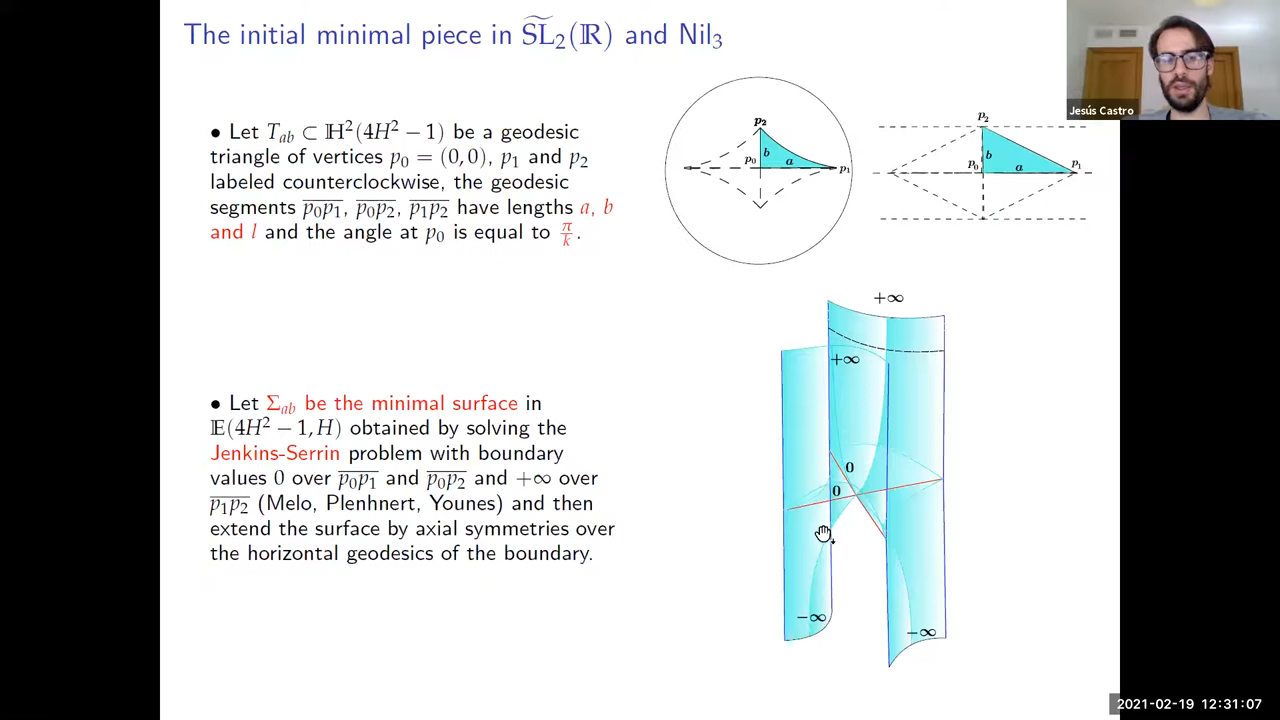 The initial minimal piece in S̃L₂(ℝ) and Nil₃
Jesús Castro
• Let T_ab ⊂ ℍ²(4H² − 1) be a geodesic
triangle of vertices p₀ = (0,0), p₁ and p₂
labeled counterclockwise, the geodesic
segments p₀p₁, p₀p₂, p₁p₂ have lengths a, b
and l and the angle at p₀ is equal to π/k.
p₂
b
p₀
a
p₁
p₂
b
p₀
a
p₁
+∞
+∞
0
0
−∞
−∞
• Let Σ_ab be the minimal surface in
𝔼(4H² − 1, H) obtained by solving the
Jenkins-Serrin problem with boundary
values 0 over p₀p₁ and p₀p₂ and +∞ over
p₁p₂ (Melo, Plenhnert, Younes) and then
extend the surface by axial symmetries over
the horizontal geodesics of the boundary.
2021-02-19 12:31:07